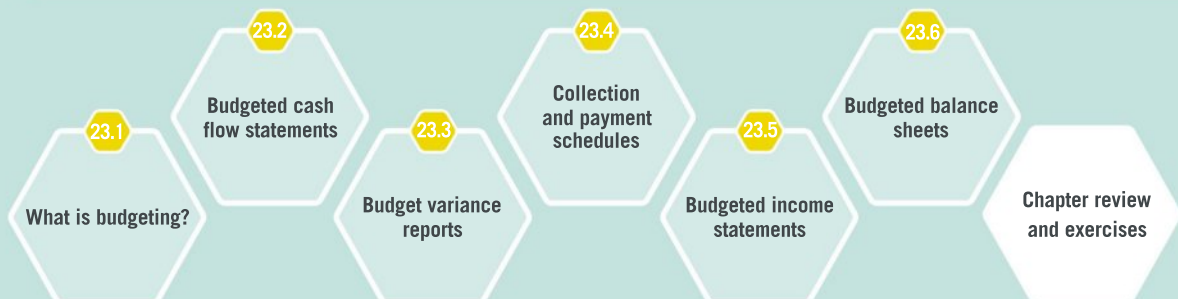 23.1
What is budgeting?
23.2
Budgeted cash
flow statements
23.3
Budget variance
reports
23.4
Collection
and payment
schedules
23.5
Budgeted income
statements
23.6
Budgeted balance
sheets
Chapter review
and exercises